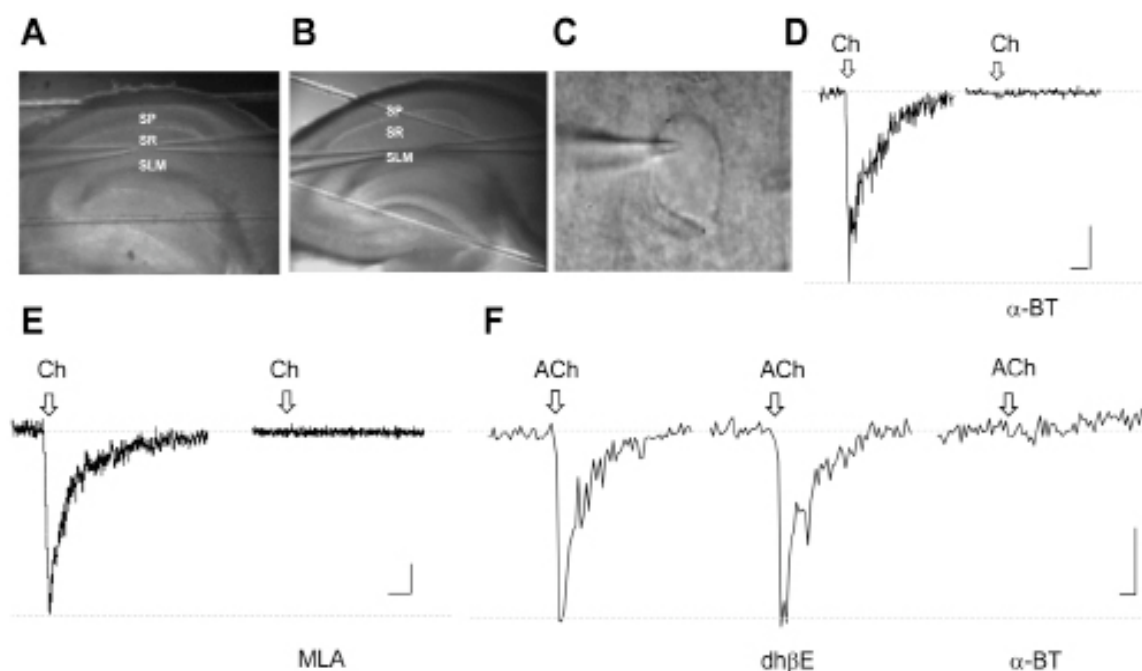 A
B
C
D
SP
SR
SLM
SP
SR
SLM
Ch
Ch
α-BT
E
F
Ch
Ch
ACh
ACh
ACh
MLA
dhβE
α-BT